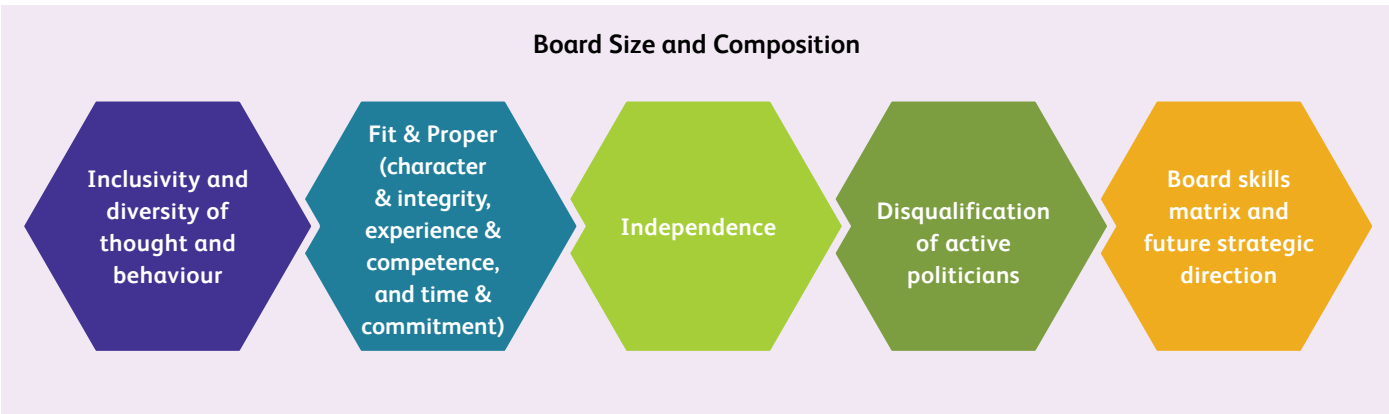 Board Size and Composition
Inclusivity and
diversity of
thought and
behaviour
Fit & Proper
(character
& integrity,
experience &
competence,
and time &
commitment)
Independence
Disqualification
of active
politicians
Board skills
matrix and
future strategic
direction